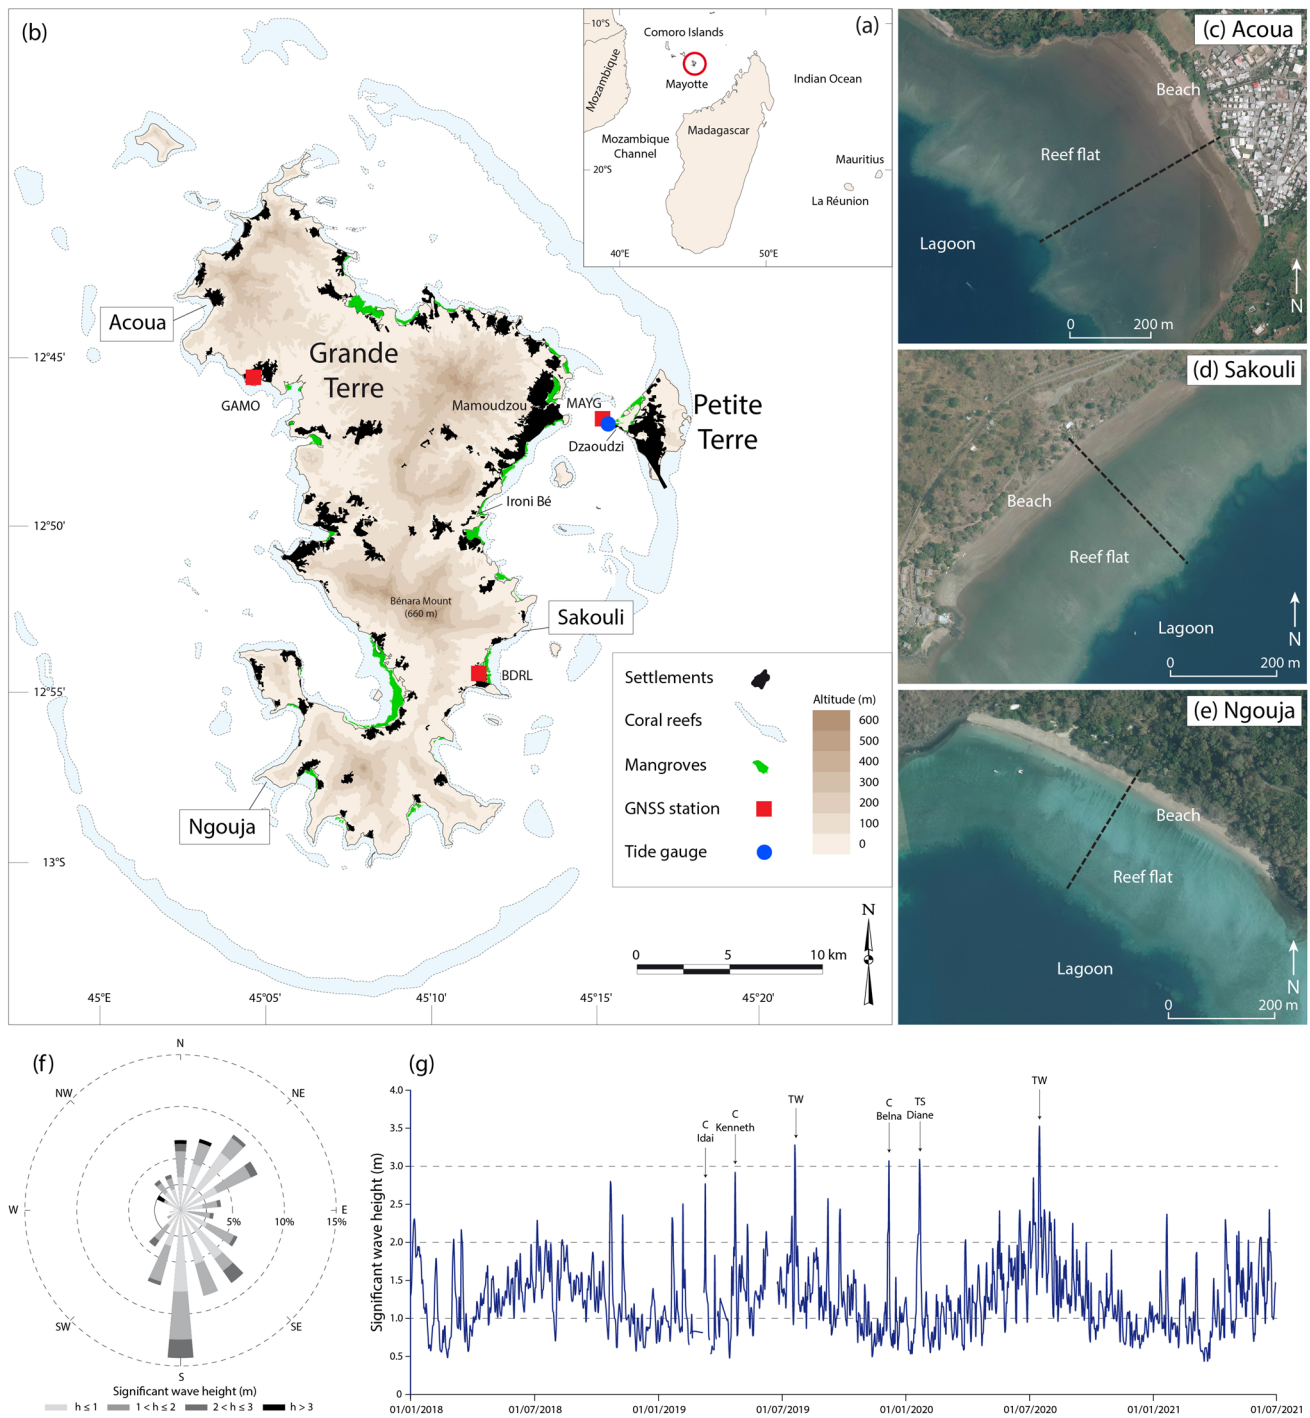 (b)
(a)
10°S
Comoro Islands
Mozambique
Mayotte
Indian Ocean
Madagascar
Mozambique
Channel
20°S
Mauritius
La Réunion
40°E
50°E
Acoua
12°45'
Grande
Terre
GAMO
Mamoudzou
MAYG
Petite
Terre
Dzaoudzi
Ironi Bé
12°50'
Bénara Mount
(660 m)
Sakouli
BDRL
12°55'
Ngouja
13°S
Settlements
Coral reefs
Mangroves
GNSS station
Tide gauge
Altitude (m)
600
500
400
300
200
100
0
N
0 5 10 km
45°E
45°05'
45°10'
45°15'
45°20'
(c) Acoua
Beach
Reef flat
Lagoon
N
0 200 m
(d) Sakouli
Beach
Reef flat
Lagoon
N
0 200 m
(e) Ngouja
Beach
Reef flat
Lagoon
N
0 200 m
(f)
N
NW
NE
W
E
5%
10%
15%
SW
SE
S
Significant wave height (m)
h ≤ 1
1 < h ≤ 2
2 < h ≤ 3
h > 3
(g)
Significant wave height (m)
4.0
3.5
3.0
2.5
2.0
1.5
1.0
0.5
0
C
Idai
C
Kenneth
TW
C
Belna
TS
Diane
TW
01/01/2018
01/07/2018
01/01/2019
01/07/2019
01/01/2020
01/07/2020
01/01/2021
01/07/2021